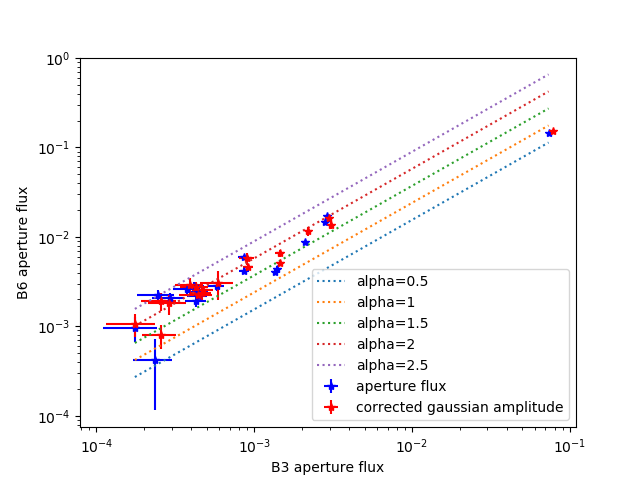 10⁰
10⁻¹
10⁻²
10⁻³
10⁻⁴
B6 aperture flux
alpha=0.5
alpha=1
alpha=1.5
alpha=2
alpha=2.5
aperture flux
corrected gaussian amplitude
10⁻⁴
10⁻³
10⁻²
10⁻¹
B3 aperture flux